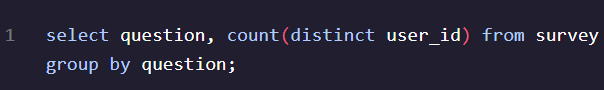 1 select question, count(distinct user_id) from survey
group by question;